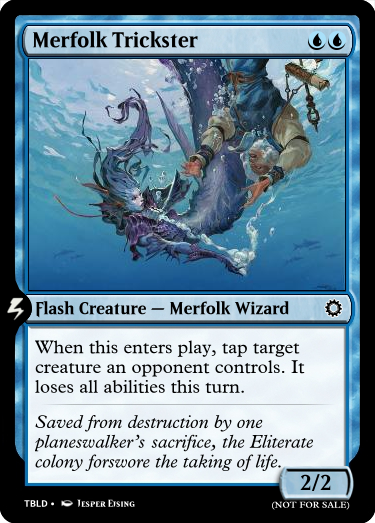 Merfolk Trickster
Flash Creature — Merfolk Wizard
When this enters play, tap target
creature an opponent controls. It
loses all abilities this turn.
Saved from destruction by one
planeswalker's sacrifice, the Eliterate
colony forswore the taking of life.
2/2
TBLD • Jesper Ejsing
(NOT FOR SALE)